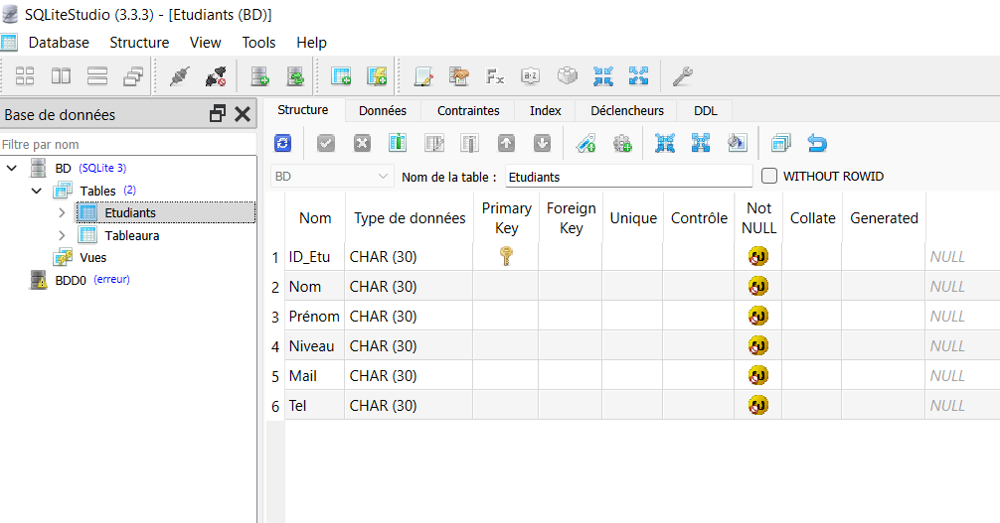 SQLiteStudio (3.3.3) - [Etudiants (BD)]
Database Structure View Tools Help
Base de données
Filtre par nom
BD (SQLite 3)
Tables (2)
Etudiants
Tableaura
Vues
BDD0 (erreur)
Structure Données Contraintes Index Déclencheurs DDL
BD Nom de la table : Etudiants WITHOUT ROWID
Nom Type de données Primary Key Foreign Key Unique Contrôle Not NULL Collate Generated
1 ID_Etu CHAR (30) NULL
2 Nom CHAR (30) NULL
3 Prénom CHAR (30) NULL
4 Niveau CHAR (30) NULL
5 Mail CHAR (30) NULL
6 Tel CHAR (30) NULL